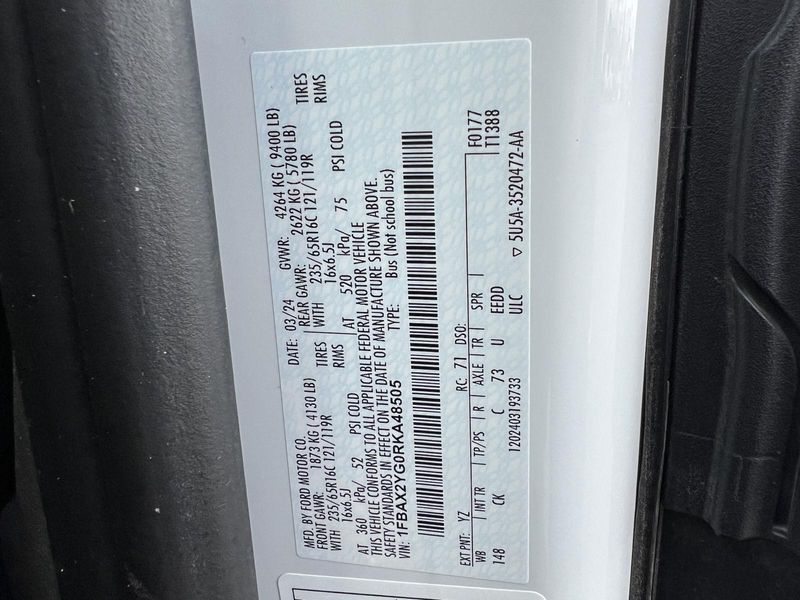 MFD. BY FORD MOTOR CO. DATE: 03/24 GVWR: 4264 KG ( 9400 LB)
FRONT GAWR: 1873 KG ( 4130 LB) REAR GAWR: 2622 KG ( 5780 LB)
WITH 235/65R16C 121/119R TIRES WITH 235/65R16C 121/119R TIRES
16x6.5J RIMS 16x6.5J RIMS
AT 360 kPa/ 52 PSI COLD AT 520 kPa/ 75 PSI COLD
THIS VEHICLE CONFORMS TO ALL APPLICABLE FEDERAL MOTOR VEHICLE
SAFETY STANDARDS IN EFFECT ON THE DATE OF MANUFACTURE SHOWN ABOVE.
VIN: 1FBAX2YG0RKA48505 TYPE: Bus (Not school bus)
F0177
T1388
EXT PNT: YZ RC: 71 DSO:
WB INT TR TP/PS R AXLE TR SPR
148 CK C 73 U EEDD
1202403193733 ULC
5U5A-3520472-AA